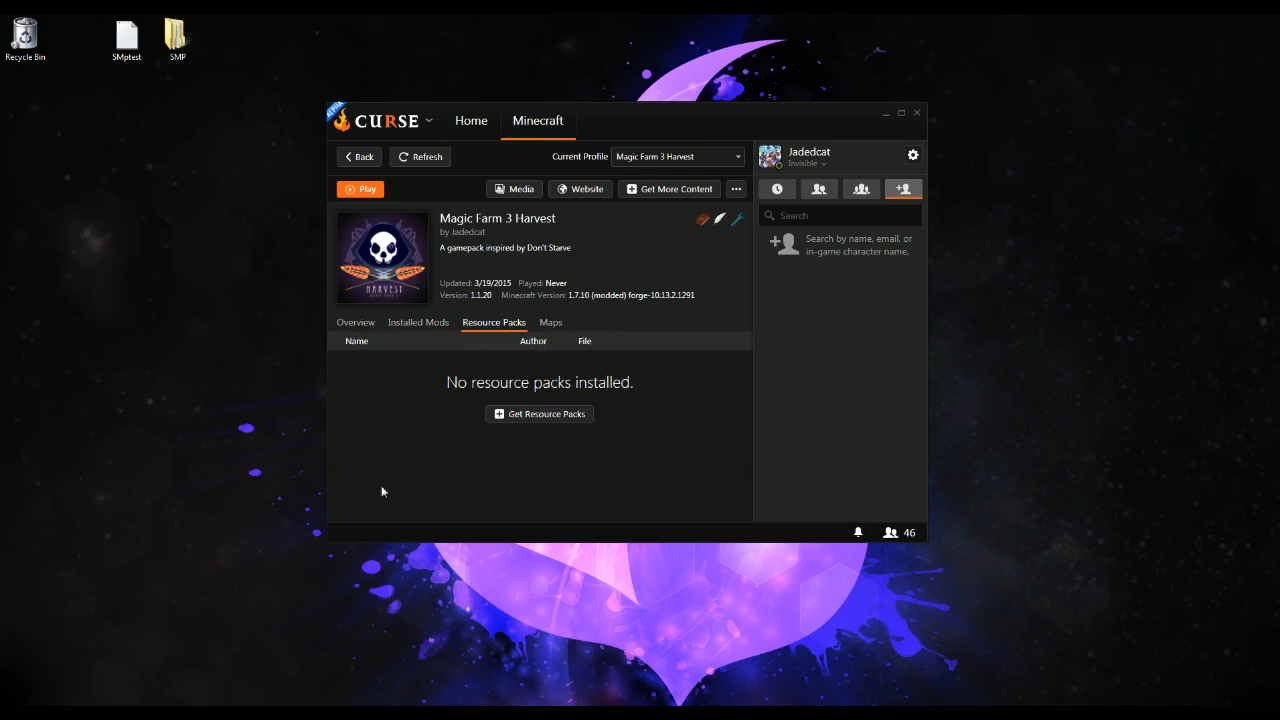 Recycle Bin
SMptest
SMP
ALPHA
CURSE
Home
Minecraft
Back
Refresh
Current Profile
Magic Farm 3 Harvest
Play
Media
Website
Get More Content
Magic Farm 3 Harvest
by Jadedcat
A gamepack inspired by Don't Starve
HARVEST
Updated: 3/19/2015 Played: Never
Version: 1.1.20 Minecraft Version: 1.7.10 (modded) forge-10.13.2.1291
Overview
Installed Mods
Resource Packs
Maps
Name
Author
File
No resource packs installed.
Get Resource Packs
Jadedcat
Invisible
Search
Search by name, email, or
in-game character name.
46